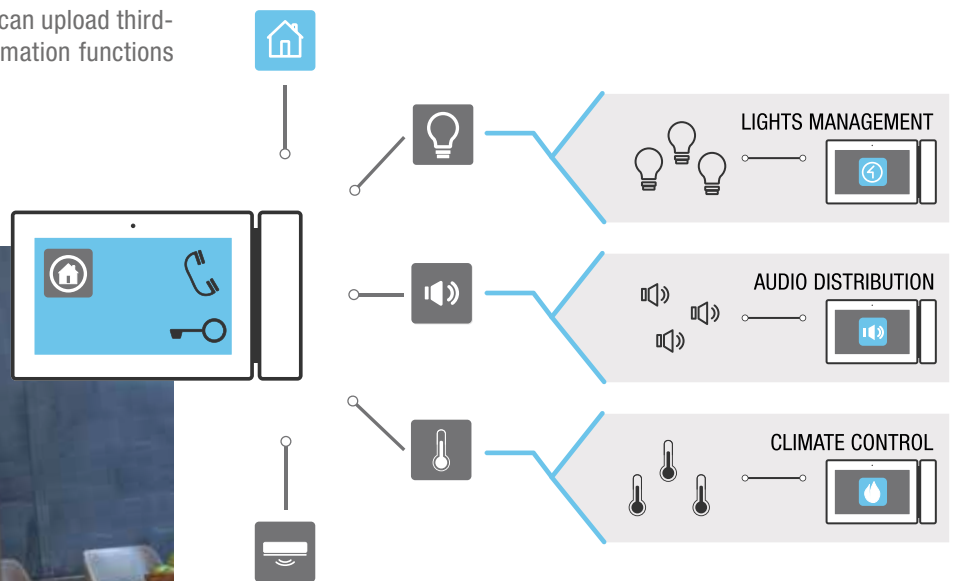 can upload third-
mation functions
LIGHTS MANAGEMENT
AUDIO DISTRIBUTION
CLIMATE CONTROL